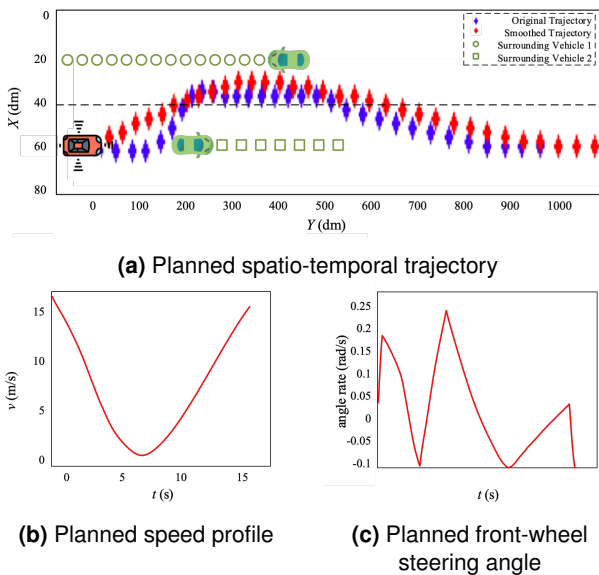 0
20
40
60
80
X (dm)
Original Trajectory
Smoothed Trajectory
Surrounding Vehicle 1
Surrounding Vehicle 2
0 100 200 300 400 500 600 700 800 900 1000
Y (dm)
(a) Planned spatio-temporal trajectory
15
10
5
0
v (m/s)
0 5 10 15
t (s)
(b) Planned speed profile
0.25
0.20
0.15
0.1
0.05
0
-0.05
-0.1
angle rate (rad/s)
t (s)
(c) Planned front-wheel
steering angle